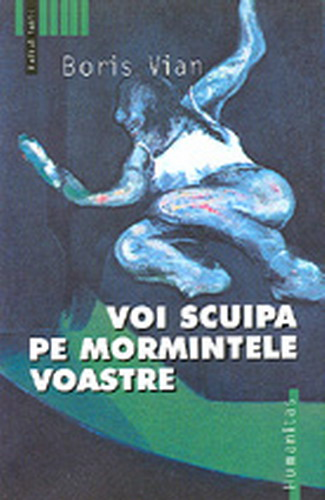 Boris Vian
VOI SCUIPA
PE MORMINTELE
VOASTRE
Humanitas